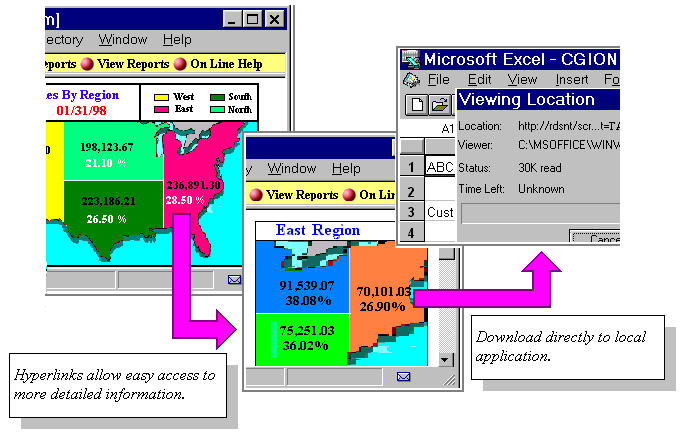 m]
ectory Window Help
ports View Reports On Line Help
es By Region
01/31/98
West South
East North
0
198,123.67
21.10 %
223,186.21
26.50 %
236,891.30
28.50 %
Window Help
View Reports On Lin
East Region
91,539.07
38.08%
70,101.03
26.90%
75,251.03
36.02%
Microsoft Excel - CGION
File Edit View Insert Fo
Viewing Location
A1
Location: http://rdsnt/scr...t=TA
Viewer: C:\MSOFFICE\WINW
Status: 30K read
Time Left: Unknown
Cance
1 ABC
2
3 Cust
4
Hyperlinks allow easy access to
more detailed information.
Download directly to local
application.